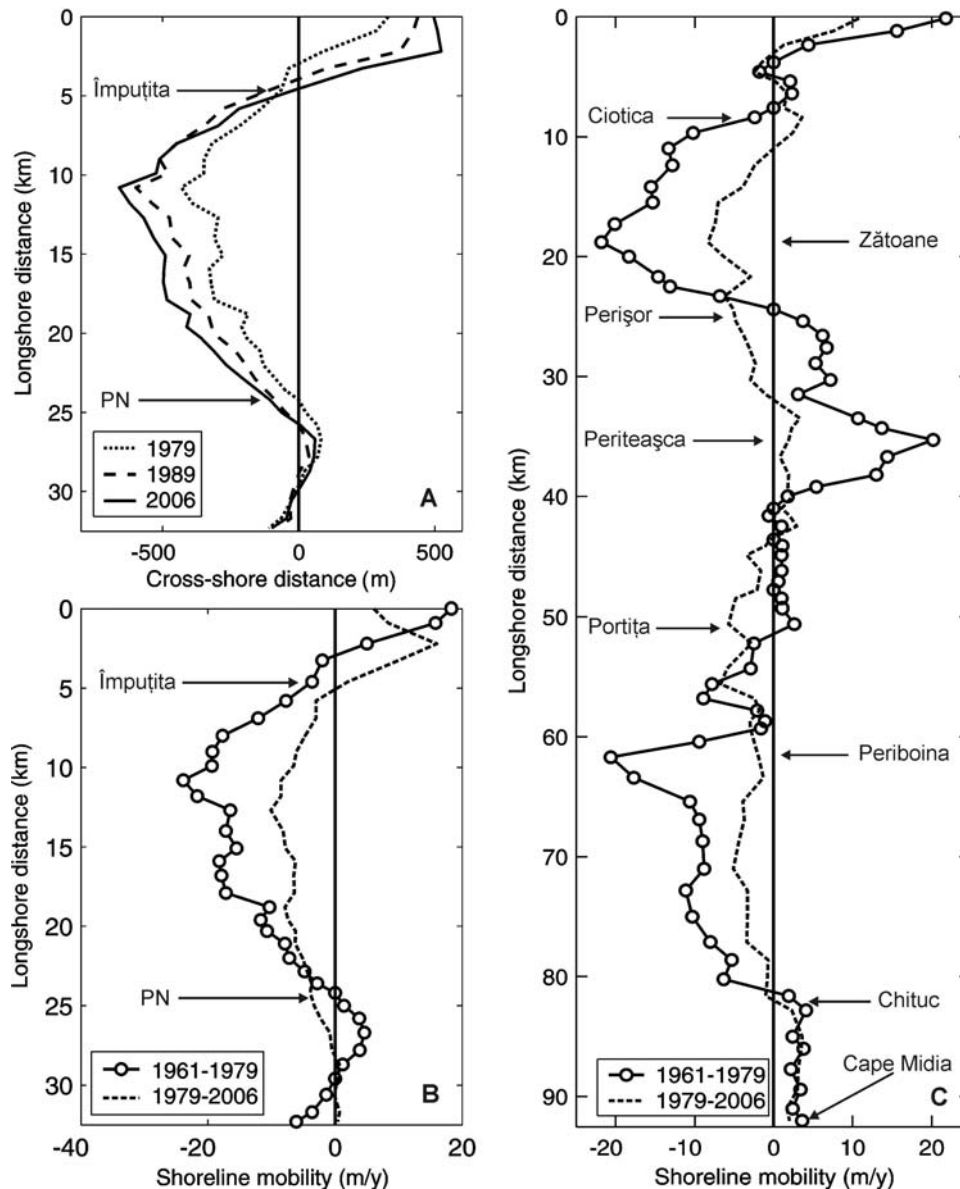 0
5
10
15
20
25
30
Longshore distance (km)
Împuțita
PN
1979
1989
2006
A
-500
0
500
Cross-shore distance (m)
0
5
10
15
20
25
30
Longshore distance (km)
Împuțita
PN
1961-1979
1979-2006
B
-40
-20
0
20
Shoreline mobility (m/y)
0
10
20
30
40
50
60
70
80
90
Longshore distance (km)
Ciotica
Zătoane
Perişor
Periteaşca
Portița
Periboina
Chituc
Cape Midia
1961-1979
1979-2006
C
-20
-10
0
10
20
Shoreline mobility (m/y)